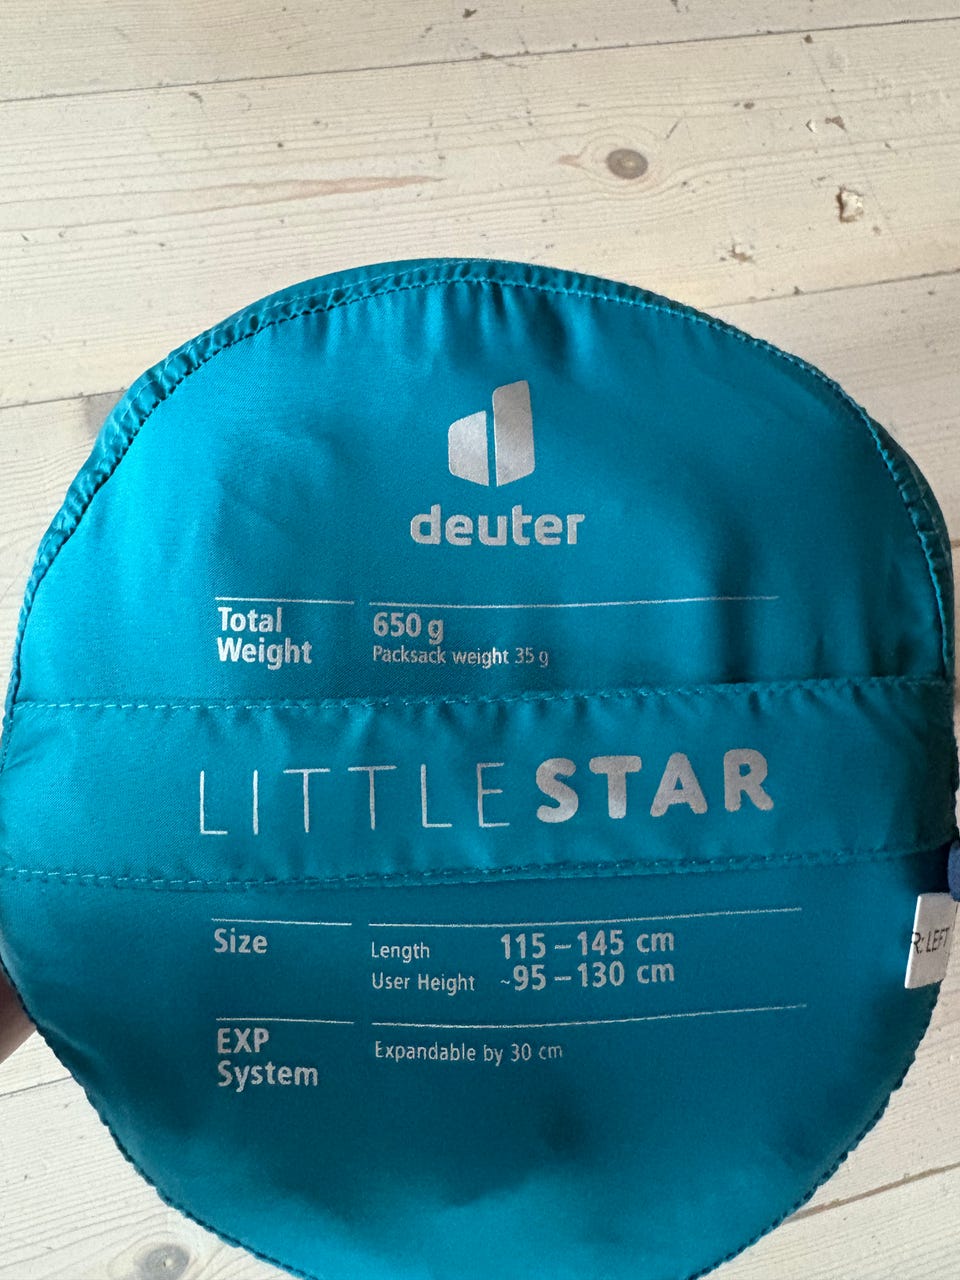 deuter
Total Weight
650 g
Packsack weight 35 g
LITTLESTAR
Size
Length 115 – 145 cm
User Height ~95 – 130 cm
EXP System
Expandable by 30 cm
R: LEFT